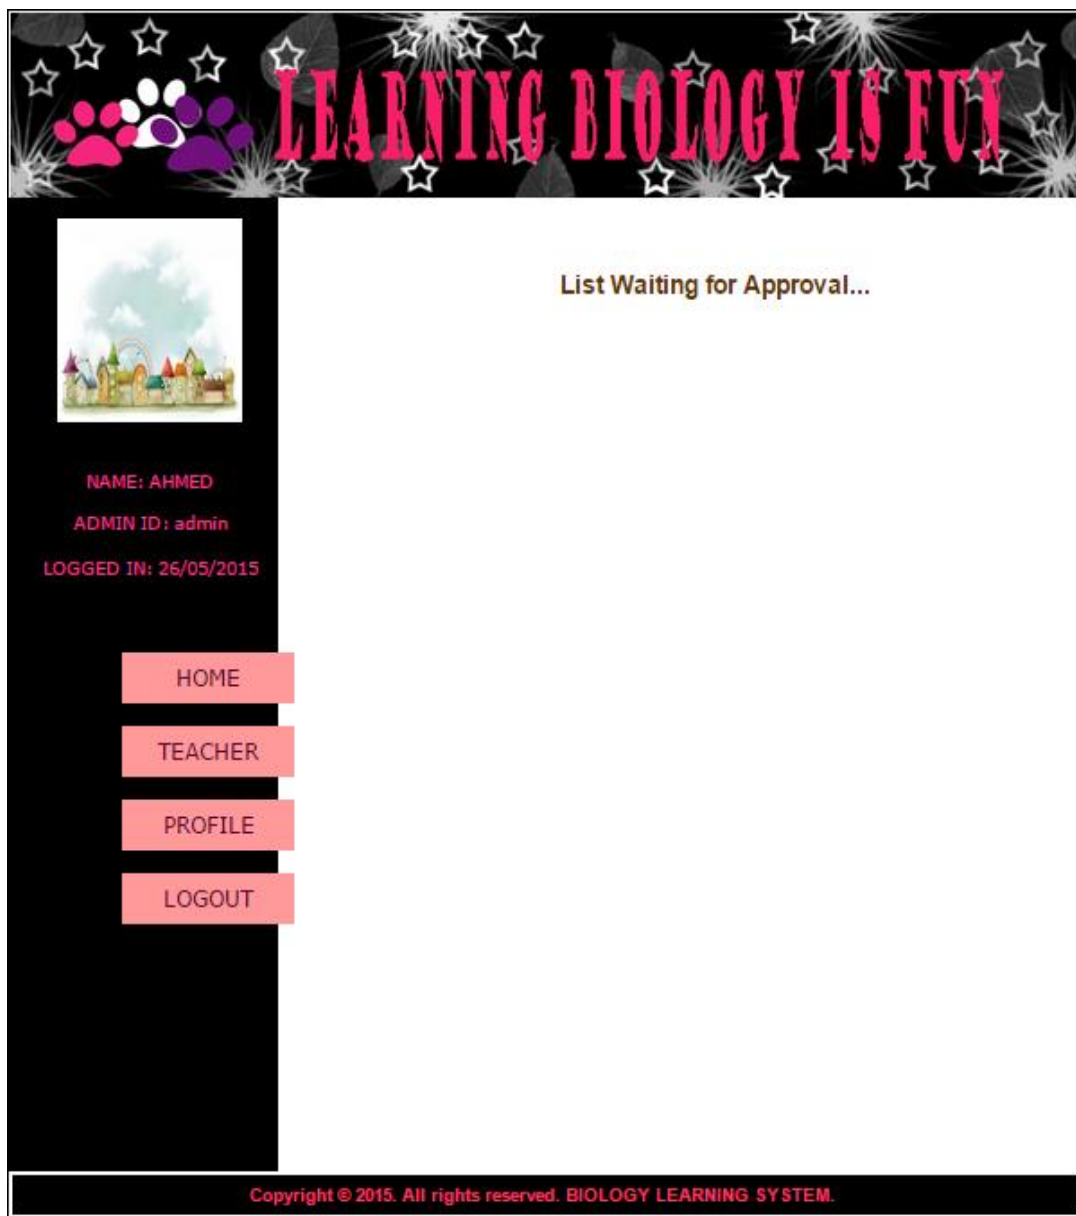 LEARNING BIOLOGY IS FUN
List Waiting for Approval...
NAME: AHMED
ADMIN ID: admin
LOGGED IN: 26/05/2015
HOME
TEACHER
PROFILE
LOGOUT
Copyright © 2015. All rights reserved. BIOLOGY LEARNING SYSTEM.